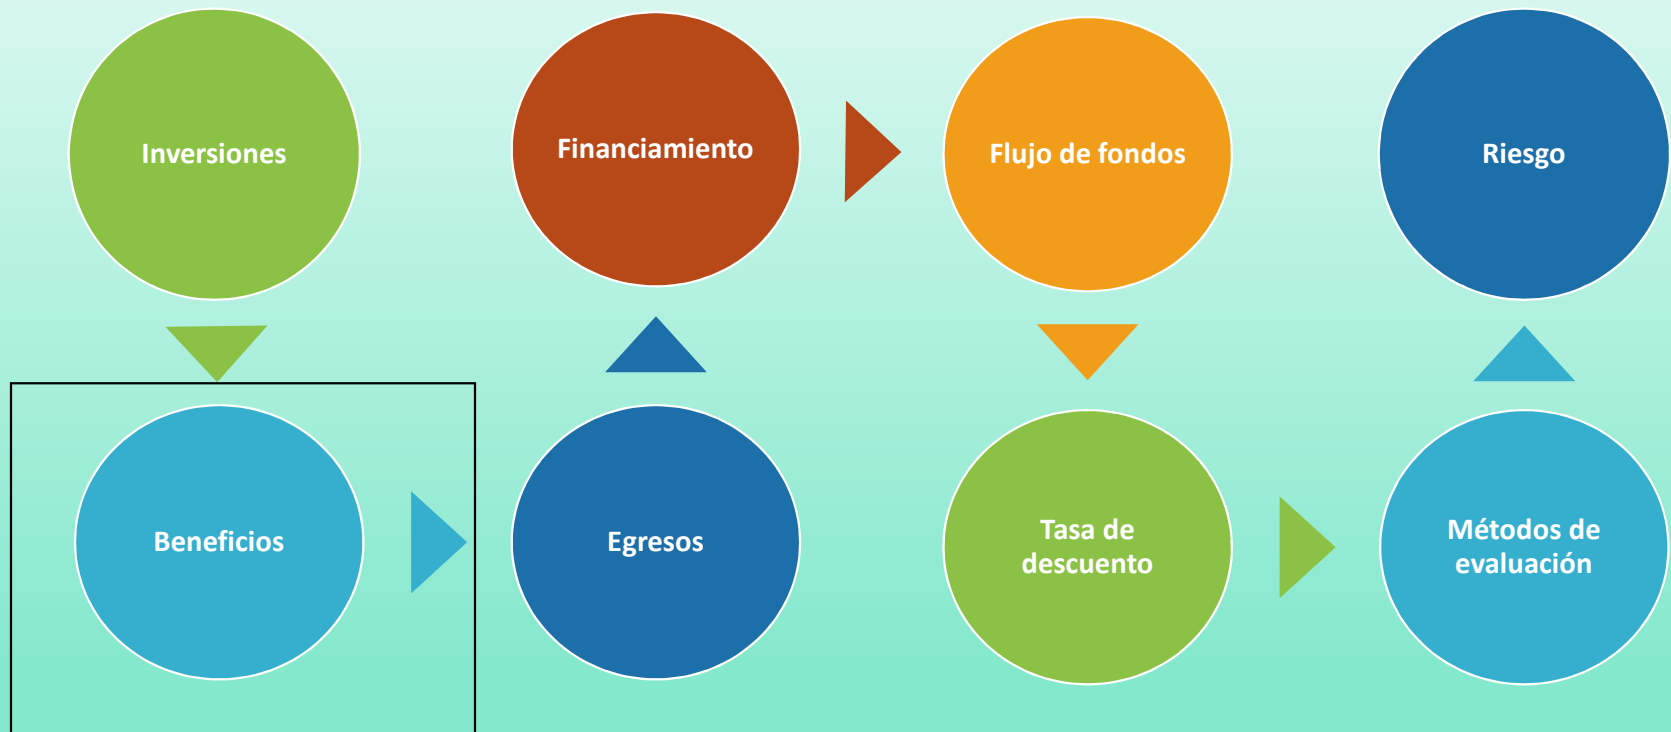 Inversiones
Financiamiento
Flujo de fondos
Riesgo
Beneficios
Egresos
Tasa de
descuento
Métodos de
evaluación